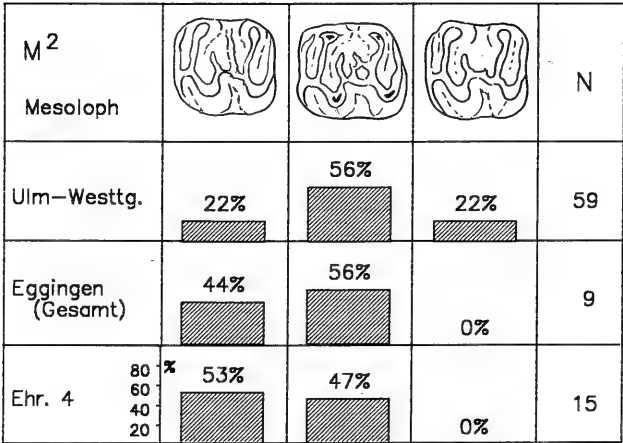 M²
Mesoloph
N
Ulm-Westtg.
22%
56%
22%
59
Eggingen
(Gesamt)
44%
56%
0%
9
Ehr. 4
80 %
60
40
20
53%
47%
0%
15